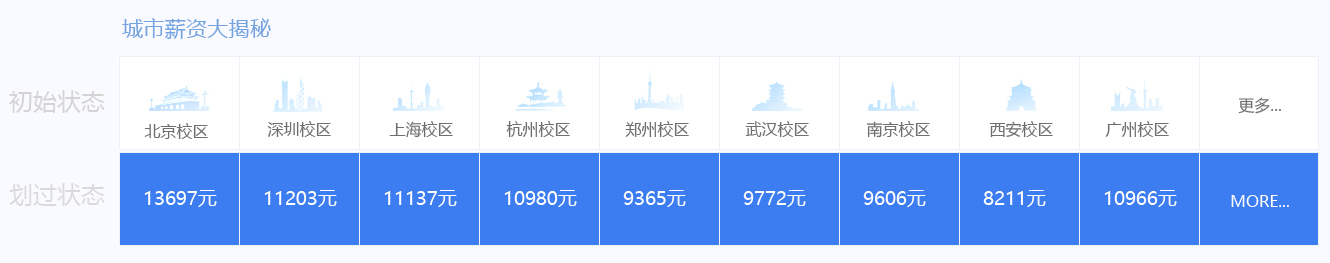 城市薪资大揭秘
初始状态
北京校区 深圳校区 上海校区 杭州校区 郑州校区 武汉校区 南京校区 西安校区 广州校区 更多...
划过状态
13697元 11203元 11137元 10980元 9365元 9772元 9606元 8211元 10966元 MORE...